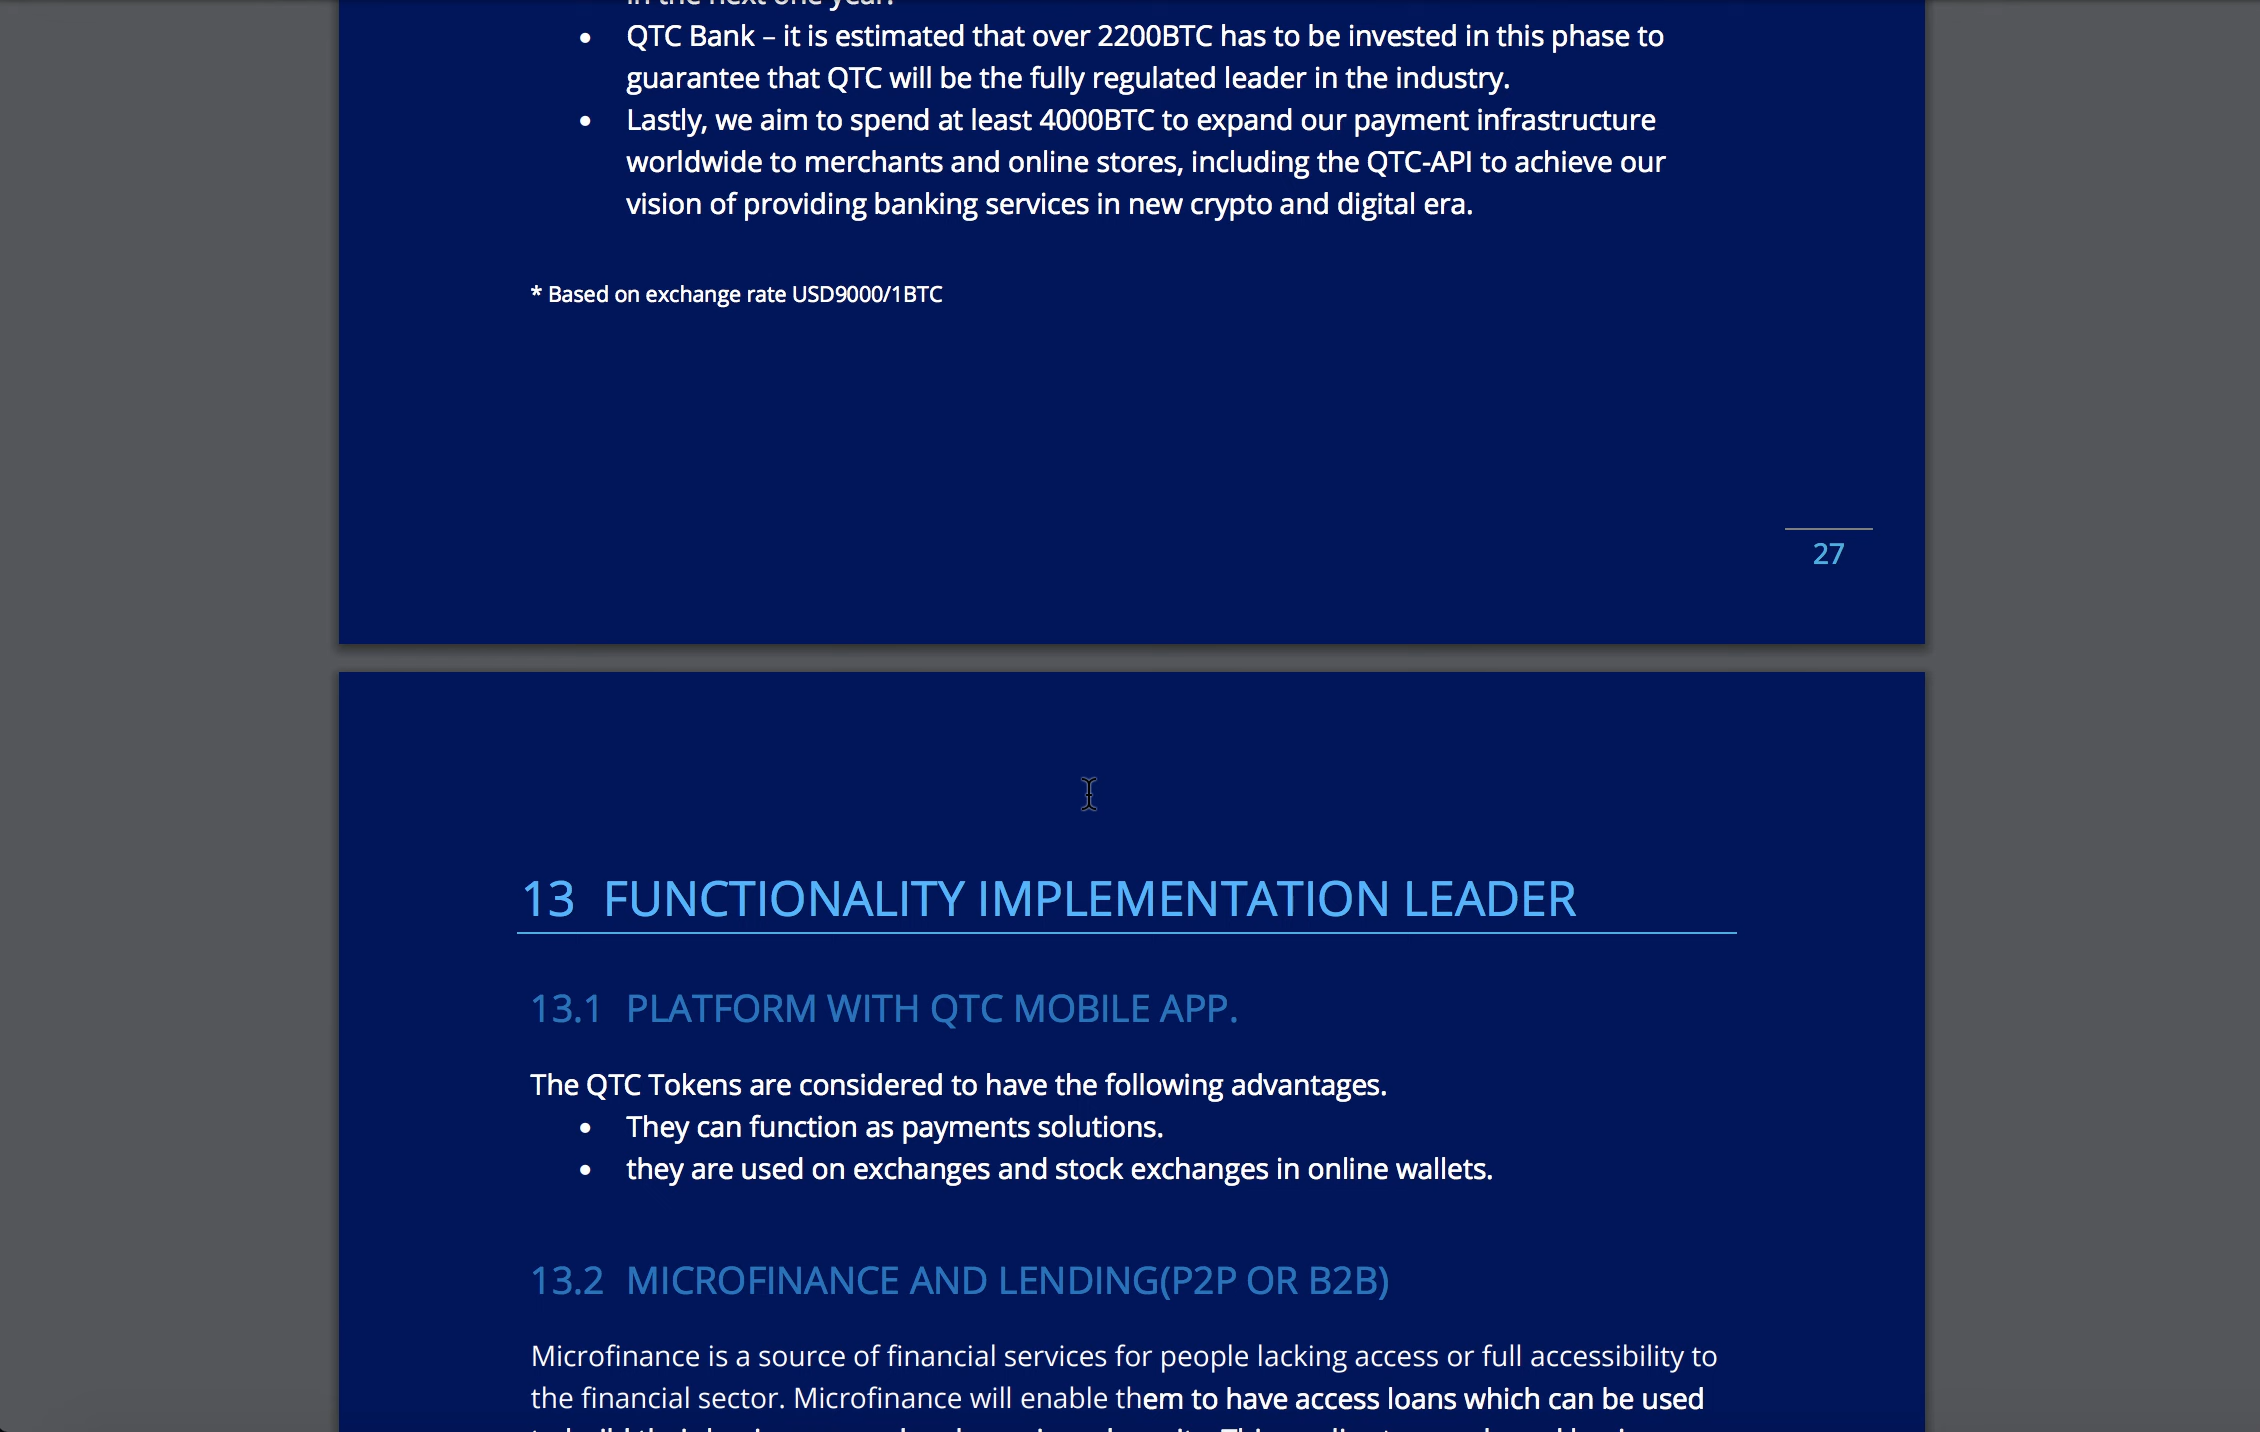 in the next one year.
• QTC Bank – it is estimated that over 2200BTC has to be invested in this phase to
guarantee that QTC will be the fully regulated leader in the industry.
• Lastly, we aim to spend at least 4000BTC to expand our payment infrastructure
worldwide to merchants and online stores, including the QTC-API to achieve our
vision of providing banking services in new crypto and digital era.
* Based on exchange rate USD9000/1BTC
27
13 FUNCTIONALITY IMPLEMENTATION LEADER
13.1 PLATFORM WITH QTC MOBILE APP.
The QTC Tokens are considered to have the following advantages.
• They can function as payments solutions.
• they are used on exchanges and stock exchanges in online wallets.
13.2 MICROFINANCE AND LENDING(P2P OR B2B)
Microfinance is a source of financial services for people lacking access or full accessibility to
the financial sector. Microfinance will enable them to have access loans which can be used